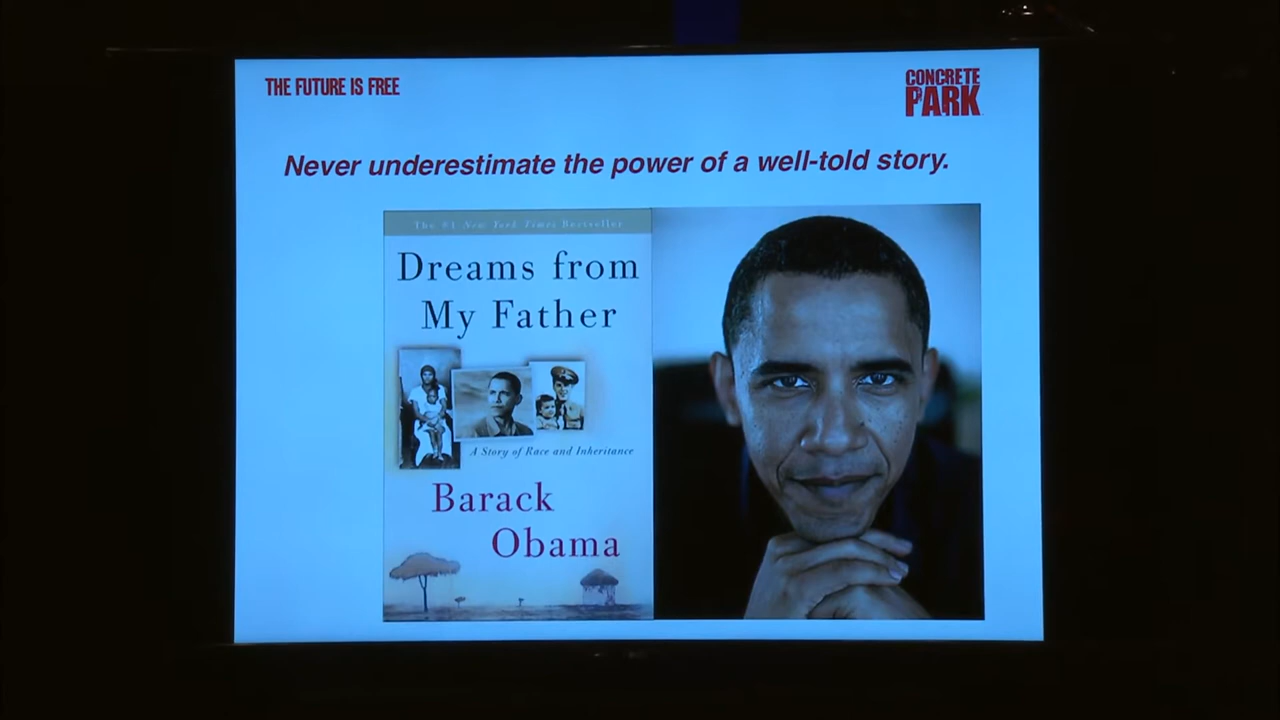 THE FUTURE IS FREE
CONCRETE
PARK
Never underestimate the power of a well-told story.
The #1 New York Times Bestseller
Dreams from
My Father
A Story of Race and Inheritance
Barack
Obama